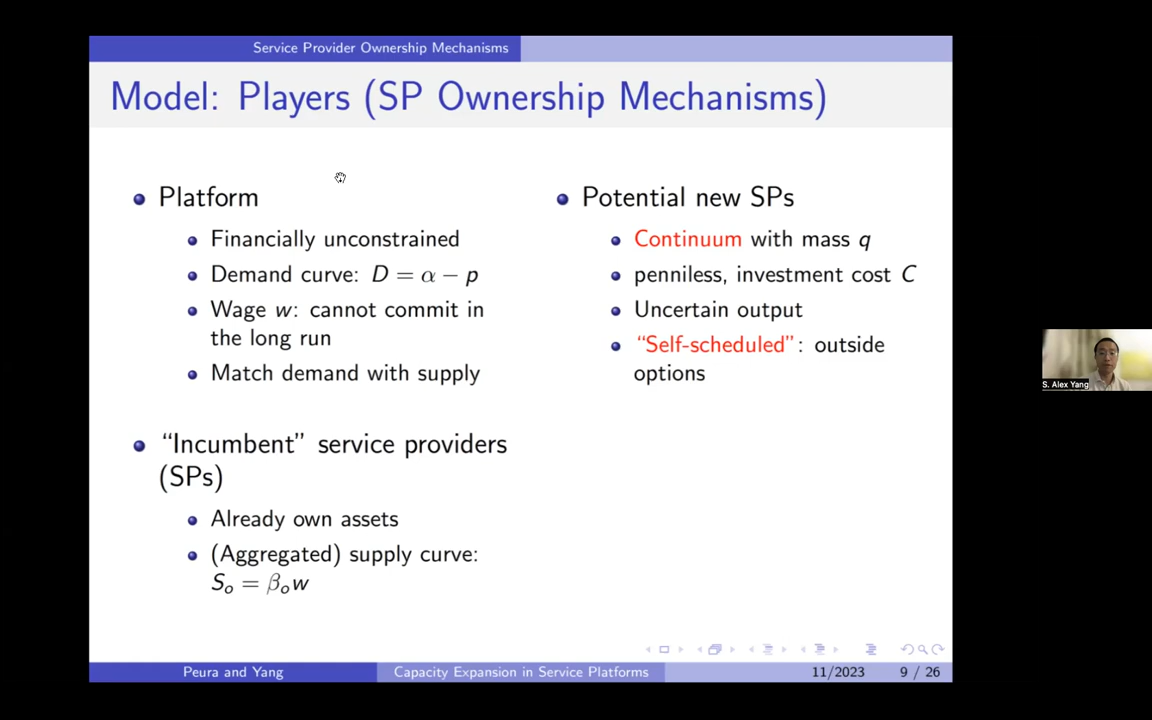 Service Provider Ownership Mechanisms
Model: Players (SP Ownership Mechanisms)
Platform
Financially unconstrained
Demand curve: D = α − p
Wage w: cannot commit in
the long run
Match demand with supply
"Incumbent" service providers
(SPs)
Already own assets
(Aggregated) supply curve:
Sₒ = βₒw
Potential new SPs
Continuum with mass q
penniless, investment cost C
Uncertain output
"Self-scheduled": outside
options
S. Alex Yang
Peura and Yang
Capacity Expansion in Service Platforms
11/2023
9 / 26